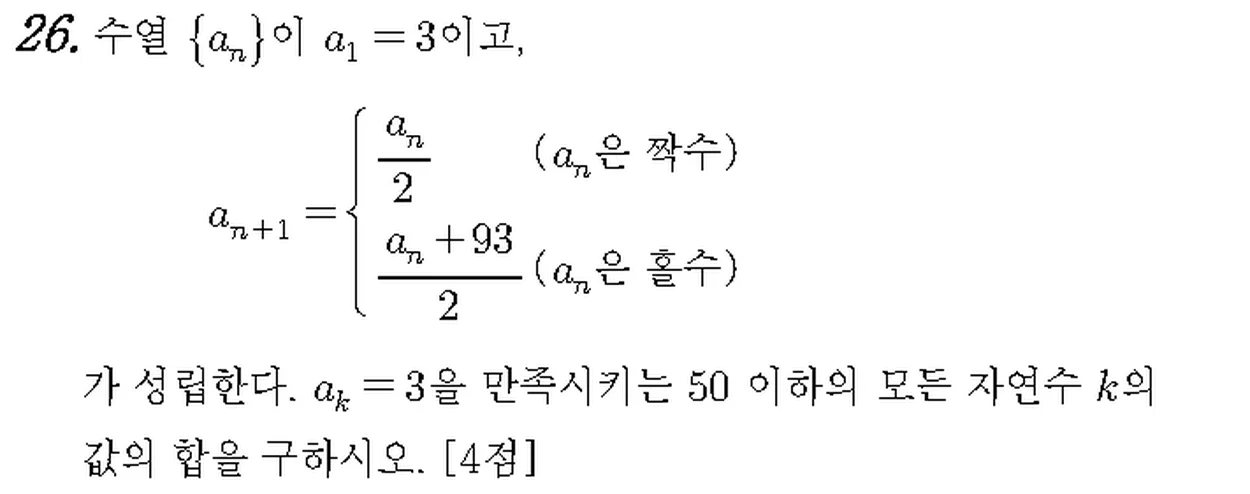 26. 수열 {aₙ}이 a₁ = 3이고,
aₙ₊₁ = { aₙ/2 (aₙ은 짝수)
(aₙ + 93)/2 (aₙ은 홀수)
가 성립한다. aₖ = 3을 만족시키는 50 이하의 모든 자연수 k의
값의 합을 구하시오. [4점]